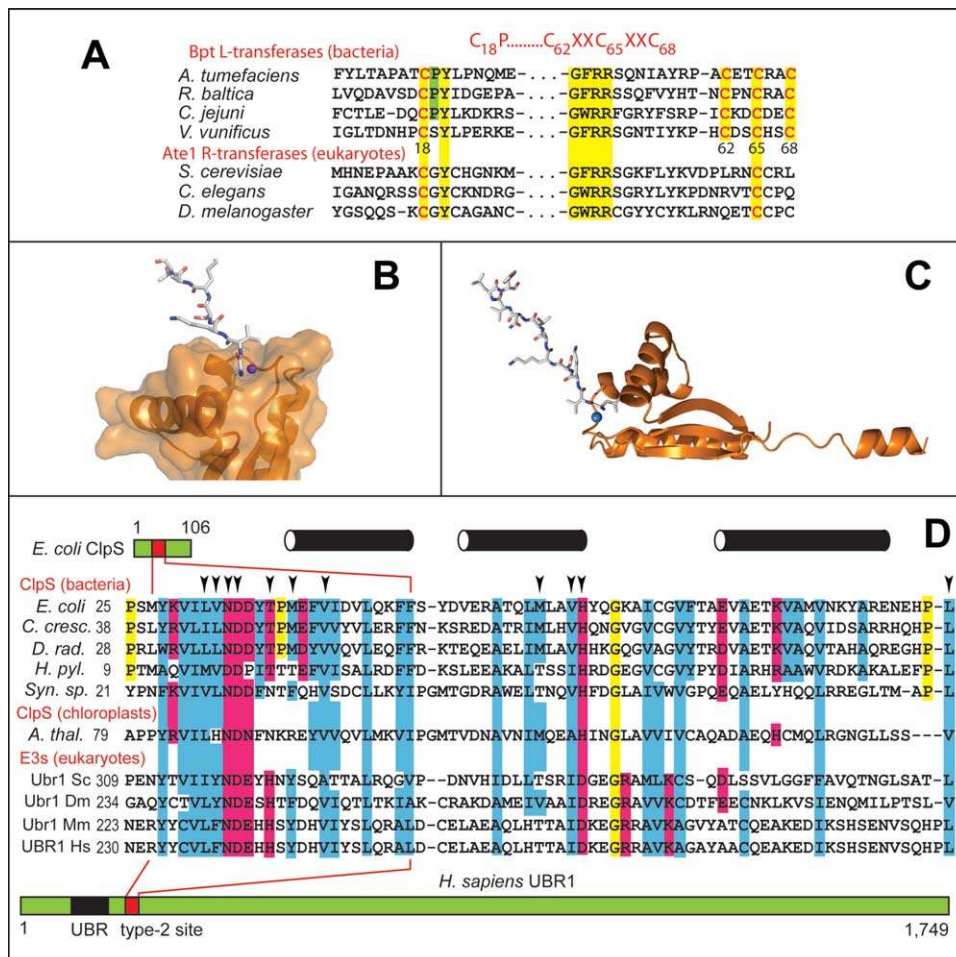 A
C18P.........C62XXC65XXC68
Bpt L-transferases (bacteria)
A. tumefaciens FYLTAPATCPYLPNQME-...-GFRRSQNIAYRP-ACETCRAC
R. baltica LVQDAVSDCPYIDGEPA-...-GFRRSSQFVYHT-NCPNCRAC
C. jejuni FCTLE-DQCPYLKDKRS-...-GWRRFGRYFSRP-ICKDCDEC
V. vunificus IGLTDNHPCSYLPERKE-...-GFRRSGNTIYKP-HCDSCHSC
18 62 65 68
Ate1 R-transferases (eukaryotes)
S. cerevisiae MHNEPAAKCGYCHGNKM-...-GFRRSGKFLYKVDPLRNCCRL
C. elegans IGANQRSSCGYCKNDRG-...-GWRRSGRYLYKPDNRVTCCPQ
D. melanogaster YGSQQS-KCGYCAGANC-...-GWRRCGYYCYKLRNQETCCPC
B
C
D
1 106
E. coli ClpS
ClpS (bacteria)
E. coli 25 PSMYKVILVNDDYTPMEFVIDVLQKFFS-YDVERATQLMLAVHYQGKAICGVFTAEVAETKVAMVNKYARENEHP-L
C. cresc. 38 PSLYRVLILNDDYTPMEFVVYVLERFFN-KSREDATRIMLHVHQNGVGVCGVYTYEVAETKVAQVIDSARRHQHP-L
D. rad. 28 PRLWRVLLLNDDYTPMDYVVQVLRRFFR-KTEQEAELIMLAVHHKGQGVAGVYTRDVAETKVAQVTAHAQREGYP-L
H. pyl. 9 PTMAQVIMVNDDPITTTEFVISALRDFFD-KSLEEAKALTSSIHRDGEGVCGVYPYDIARHRAAWVRDKAKALEFP-L
Syn. sp. 21 YPNFKVIVLNDDFNTFQHVSDCLLKYIPGMTGDRAWELTNQVHFDGLAIVWVGPQEQAELYHQQLRREGLTM-AP-L
ClpS (chloroplasts)
A. thal. 79 APPYRVILHNDNFNKREYVVQVLMKVIPGMTVDNAVNIMQEAHINGLAVVIVCAQADAEQHCMQLRGNGLLSS---V
E3s (eukaryotes)
Ubr1 Sc 309 PENYTVIIYNDEYHNYSQATTALRQGVP-DNVHIDLLTSRIDGEGRAMLKCS-QDLSSVLGGFFAVQTNGLSAT-L
Ubr1 Dm 234 GAQYCTVLYNDESHTFDQVIQTLTKIAK-CRAKDAMEIVAAIDREGRAVVKCDTFEECNKLKVSIENQMILPTSL-V
Ubr1 Mm 223 NERYYCVLFNDEHHSYDHVIYSLQRALD-CELAEAQLHTTAIDKEGRRAVKAGVYATCQEAKEDIKSHSENVSQHPL
UBR1 Hs 230 NERYYCVLFNDEHHSYDHVIYSLQRALD-CELAEAQLHTTAIDKEGRRAVKAGAYAACQEAKEDIKSHSENVSQHPL
H. sapiens UBR1
1 UBR type-2 site 1,749